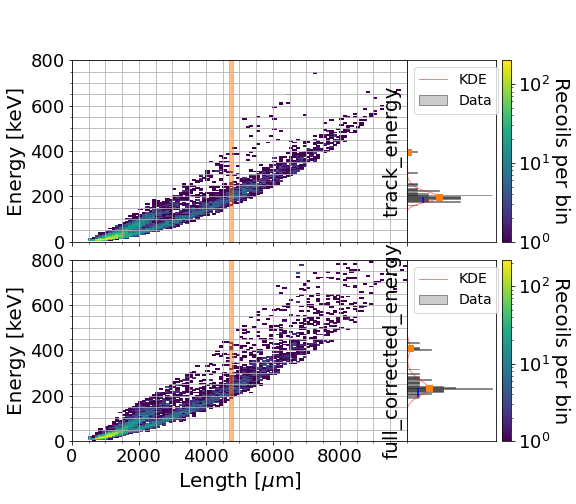 800
600
400
200
0
Energy [keV]
track_energy
KDE
Data
10²
10¹
10⁰
Recoils per bin
800
600
400
200
0
Energy [keV]
full_corrected_energy
KDE
Data
10²
10¹
10⁰
Recoils per bin
0 2000 4000 6000 8000
Length [μm]